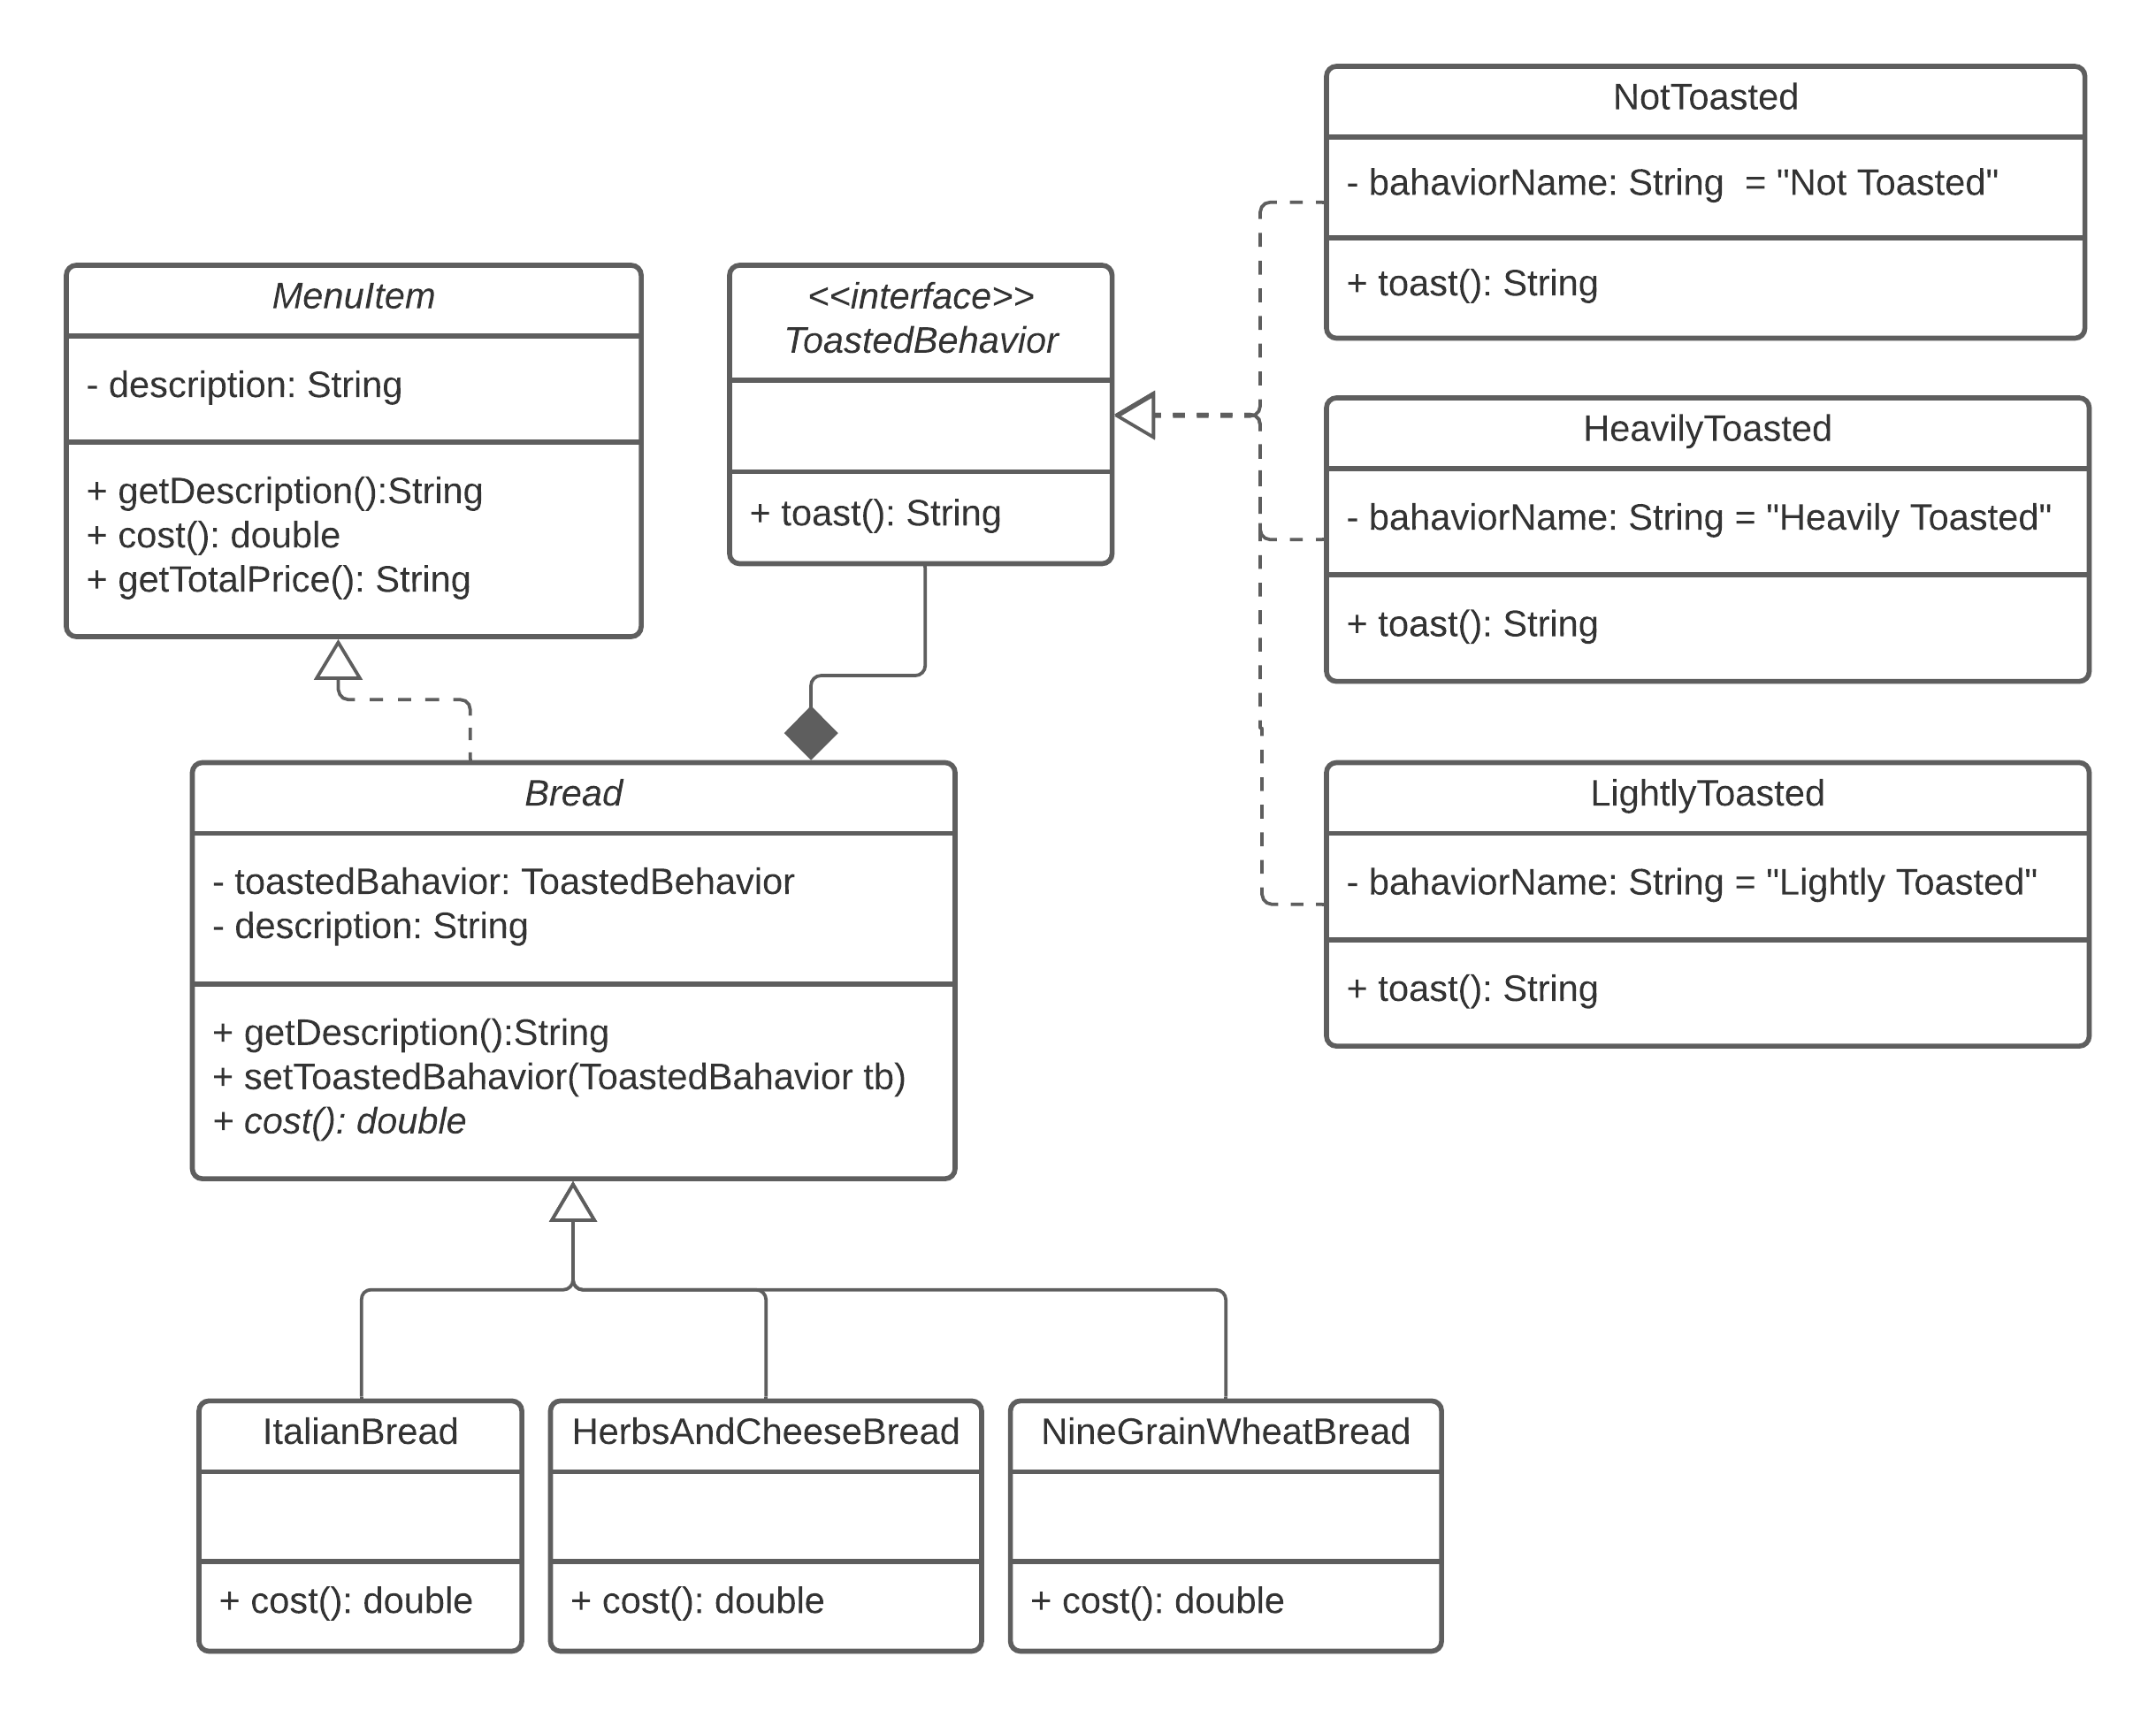 MenuItem
- description: String
+ getDescription():String
+ cost(): double
+ getTotalPrice(): String
<<interface>>
ToastedBehavior
+ toast(): String
NotToasted
- bahaviorName: String  = "Not Toasted"
+ toast(): String
HeavilyToasted
- bahaviorName: String = "Heavily Toasted"
+ toast(): String
LightlyToasted
- bahaviorName: String = "Lightly Toasted"
+ toast(): String
Bread
- toastedBahavior: ToastedBehavior
- description: String
+ getDescription():String
+ setToastedBahavior(ToastedBahavior tb)
+ cost(): double
ItalianBread
+ cost(): double
HerbsAndCheeseBread
+ cost(): double
NineGrainWheatBread
+ cost(): double